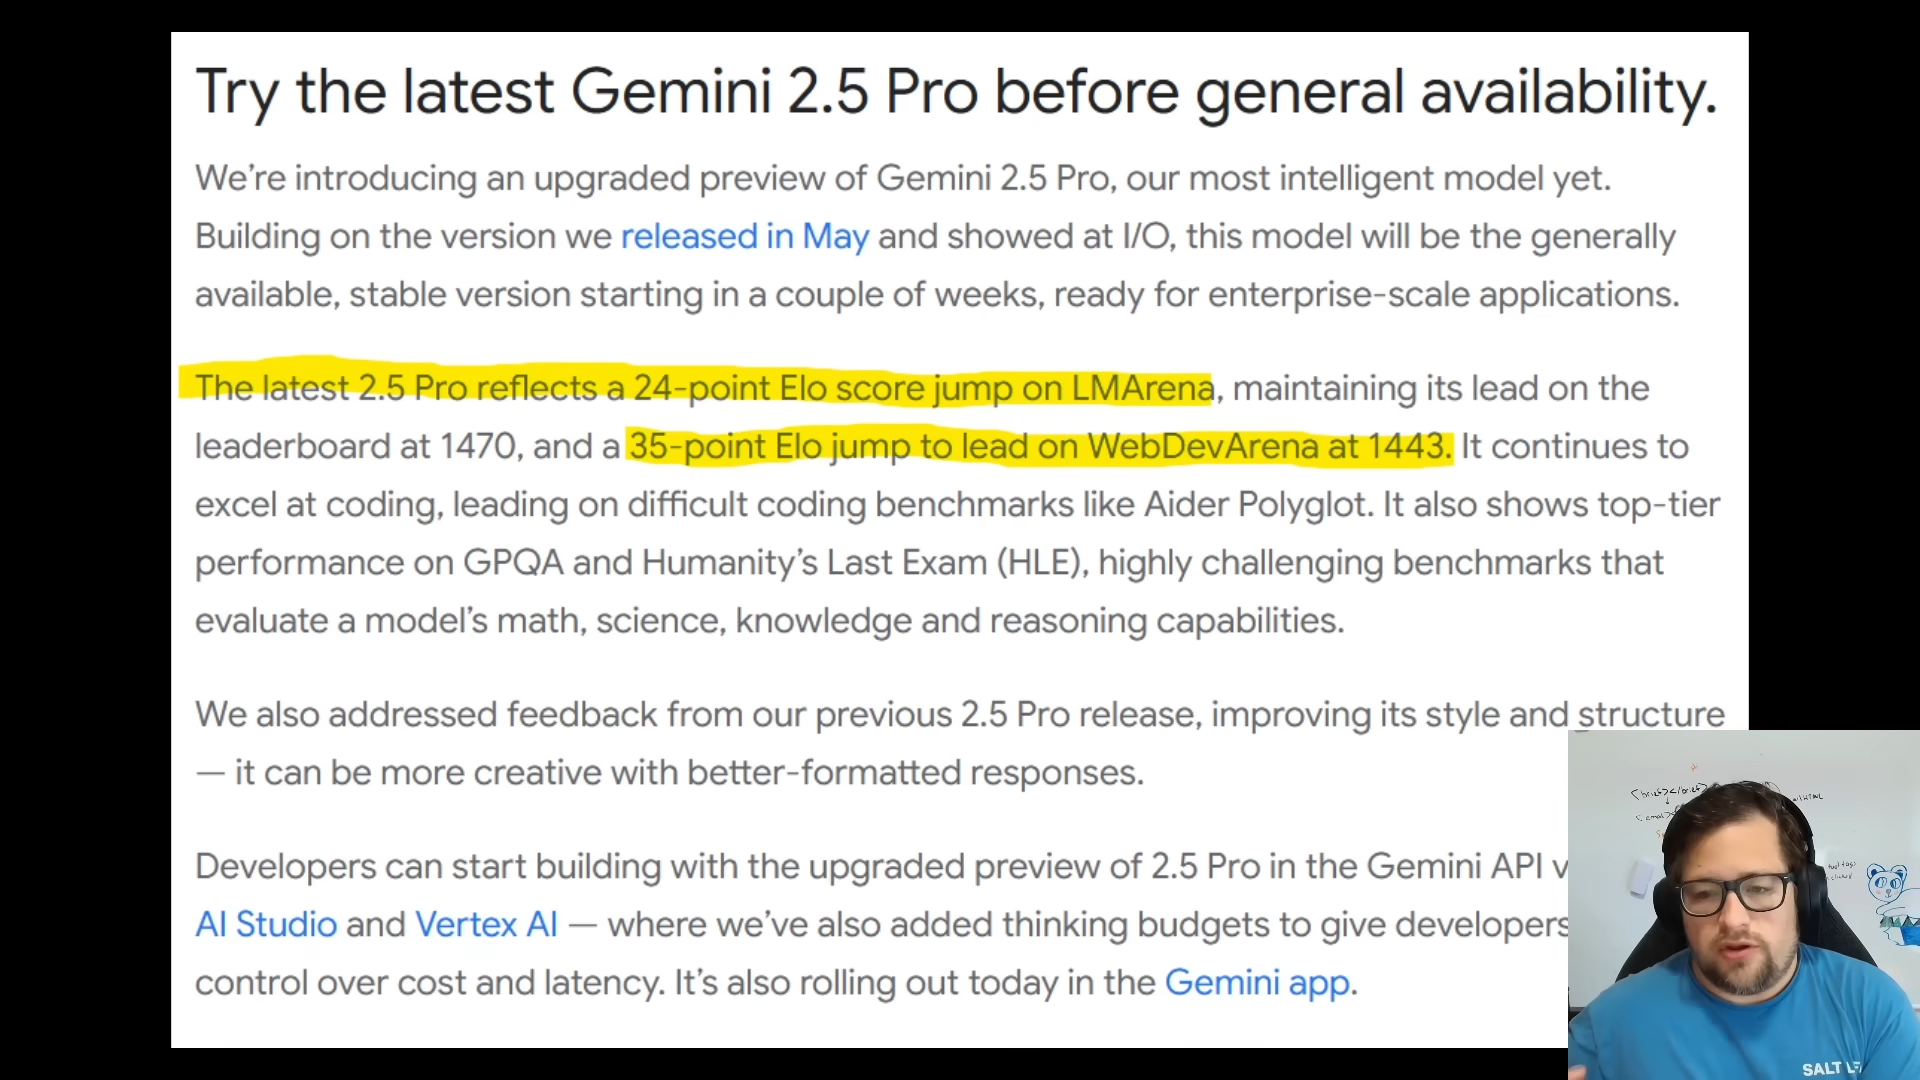 Try the latest Gemini 2.5 Pro before general availability.
We’re introducing an upgraded preview of Gemini 2.5 Pro, our most intelligent model yet.
Building on the version we released in May and showed at I/O, this model will be the generally
available, stable version starting in a couple of weeks, ready for enterprise-scale applications.
The latest 2.5 Pro reflects a 24-point Elo score jump on LMArena, maintaining its lead on the
leaderboard at 1470, and a 35-point Elo jump to lead on WebDevArena at 1443. It continues to
excel at coding, leading on difficult coding benchmarks like Aider Polyglot. It also shows top-tier
performance on GPQA and Humanity’s Last Exam (HLE), highly challenging benchmarks that
evaluate a model’s math, science, knowledge and reasoning capabilities.
We also addressed feedback from our previous 2.5 Pro release, improving its style and structure
— it can be more creative with better-formatted responses.
Developers can start building with the upgraded preview of 2.5 Pro in the Gemini API v
AI Studio and Vertex AI — where we’ve also added thinking budgets to give developers
control over cost and latency. It’s also rolling out today in the Gemini app.
<brief></brief>
SALT